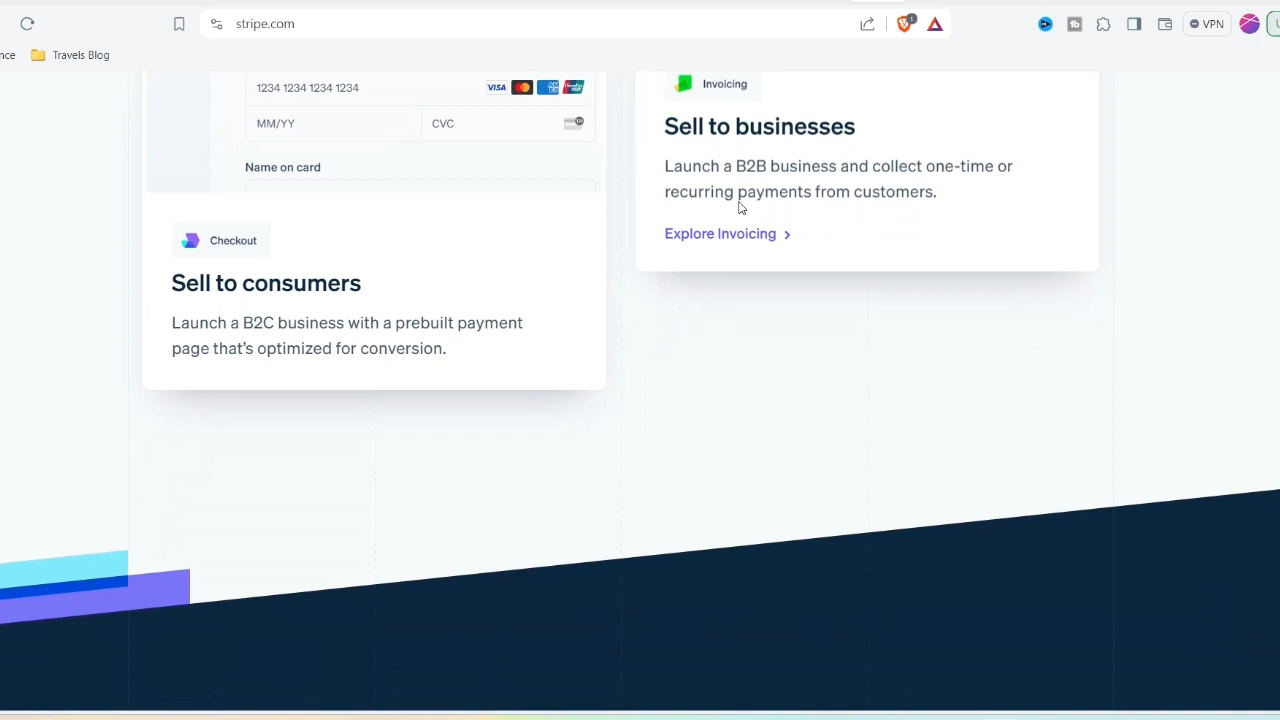 stripe.com
VPN
nce
Travels Blog
1234 1234 1234 1234
VISA
MM/YY
CVC
Name on card
Checkout
Sell to consumers
Launch a B2C business with a prebuilt payment
page that's optimized for conversion.
Invoicing
Sell to businesses
Launch a B2B business and collect one-time or
recurring payments from customers.
Explore Invoicing